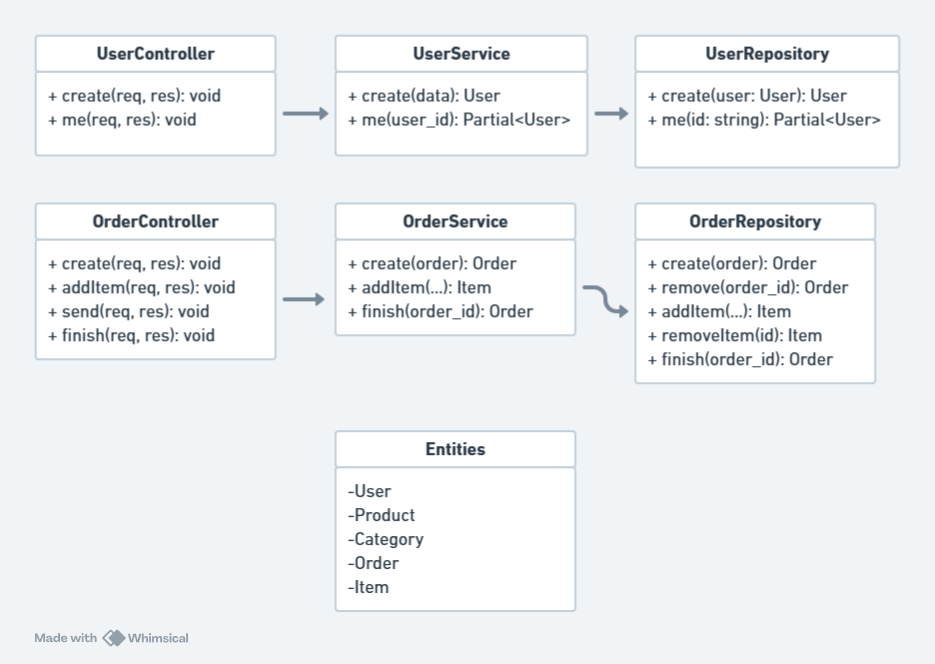 UserController
+ create(req, res): void
+ me(req, res): void
UserService
+ create(data): User
+ me(user_id): Partial<User>
UserRepository
+ create(user: User): User
+ me(id: string): Partial<User>
OrderController
+ create(req, res): void
+ addItem(req, res): void
+ send(req, res): void
+ finish(req, res): void
OrderService
+ create(order): Order
+ addItem(...): Item
+ finish(order_id): Order
OrderRepository
+ create(order): Order
+ remove(order_id): Order
+ addItem(...): Item
+ removeItem(id): Item
+ finish(order_id): Order
Entities
-User
-Product
-Category
-Order
-Item
Made with Whimsical